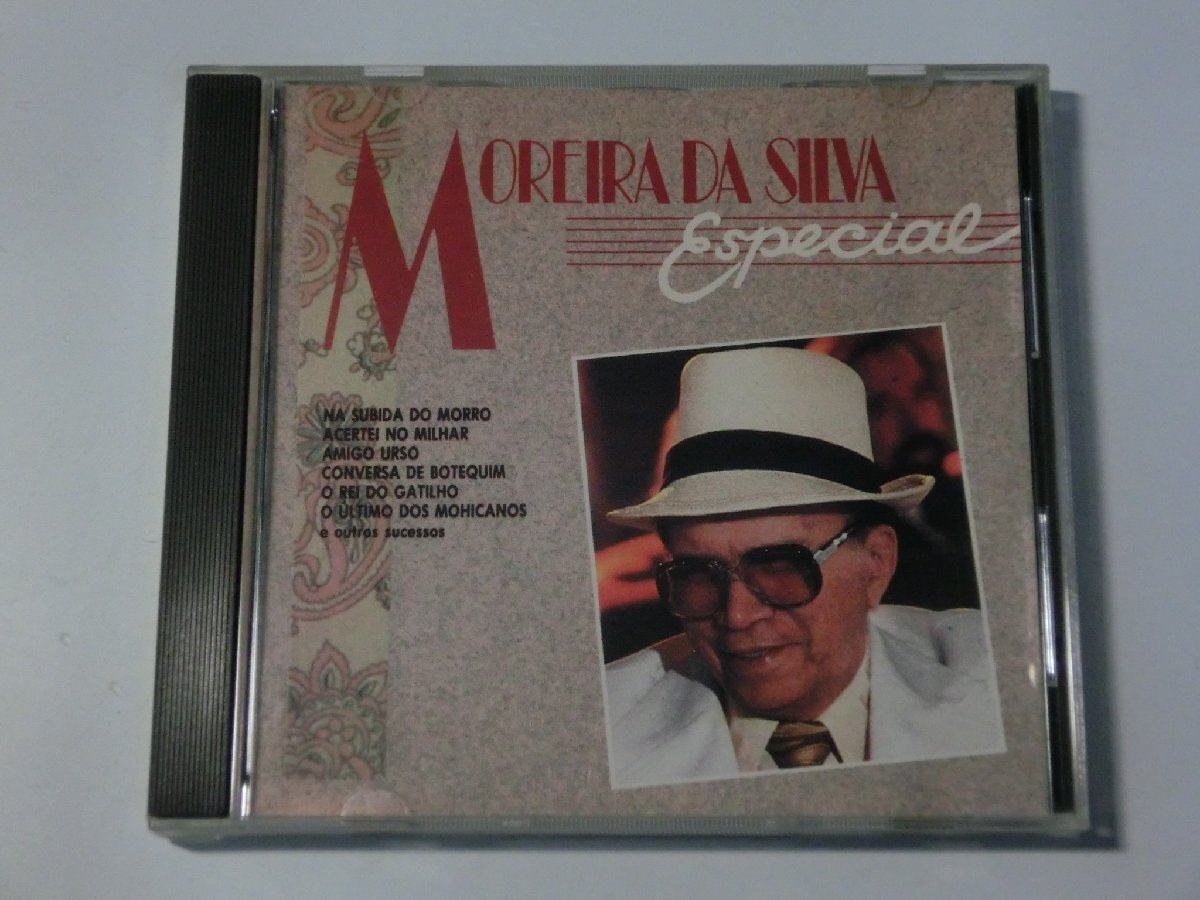 MOREIRA DA SILVA
Especial
NA SUBIDA DO MORRO
ACERTEI NO MILHAR
AMIGO URSO
CONVERSA DE BOTEQUIM
O REI DO GATILHO
O ÚLTIMO DOS MOHICANOS
e outros sucessos